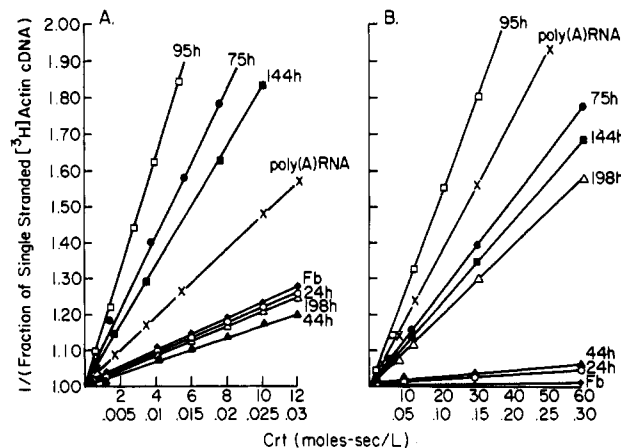 A.
B.
1/(Fraction of Single Stranded [³H]Actin cDNA)
2.00
1.90
1.80
1.70
1.60
1.50
1.40
1.30
1.20
1.10
1.00
95h
75h
144h
poly(A)RNA
Fb
24h
198h
44h
95h
poly(A)RNA
75h
144h
198h
44h
24h
Fb
2 4 6 8 10 12
.005 .01 .015 .02 .025 .03
10 20 30 40 50 60
.05 .10 .15 .20 .25 .30
Crt (moles-sec/L)